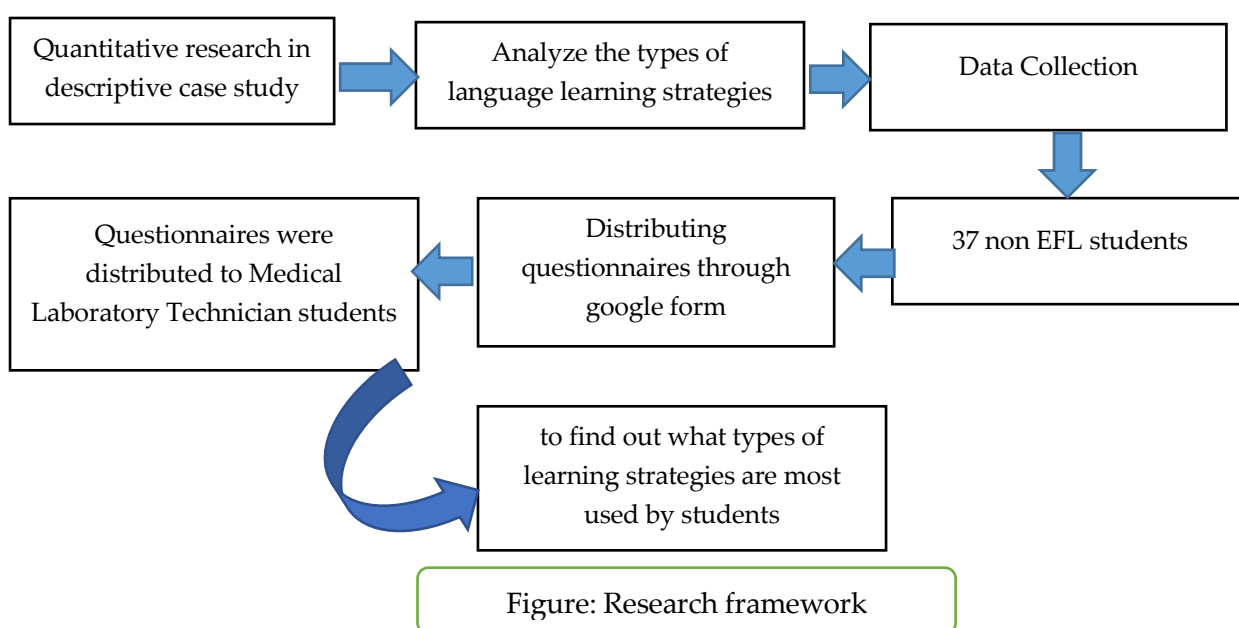 Quantitative research in
descriptive case study
Analyze the types of
language learning strategies
Data Collection
37 non EFL students
Distributing
questionnaires through
google form
Questionnaires were
distributed to Medical
Laboratory Technician students
to find out what types of
learning strategies are most
used by students
Figure: Research framework